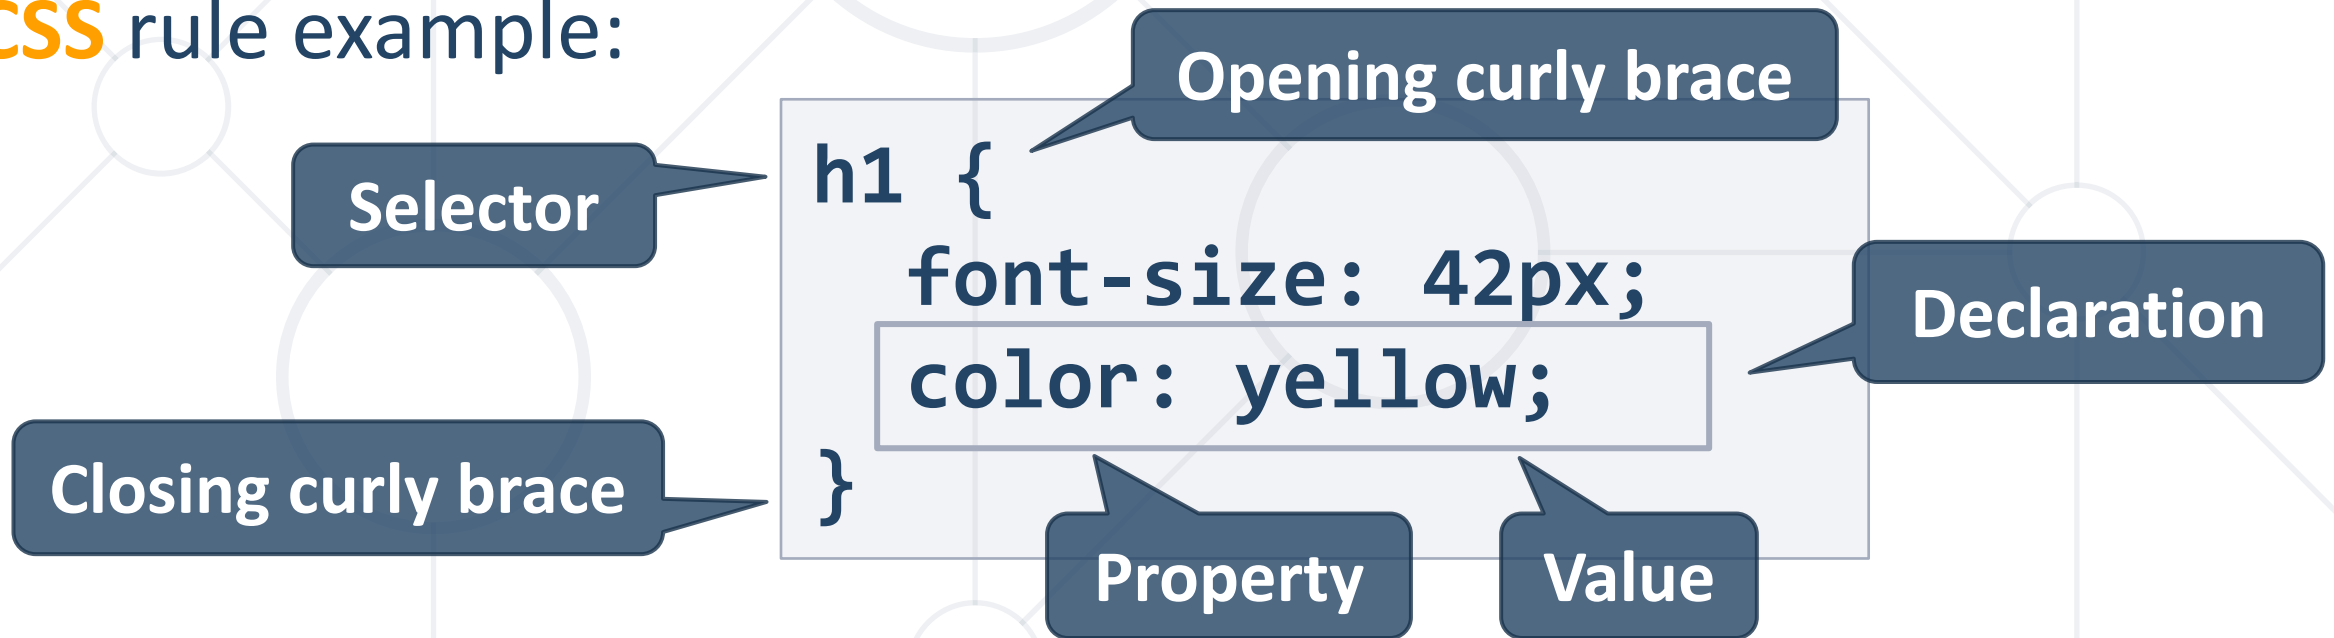 CSS rule example:
Opening curly brace
Selector
h1 {
font-size: 42px;
Declaration
color: yellow;
Closing curly brace
}
Property
Value